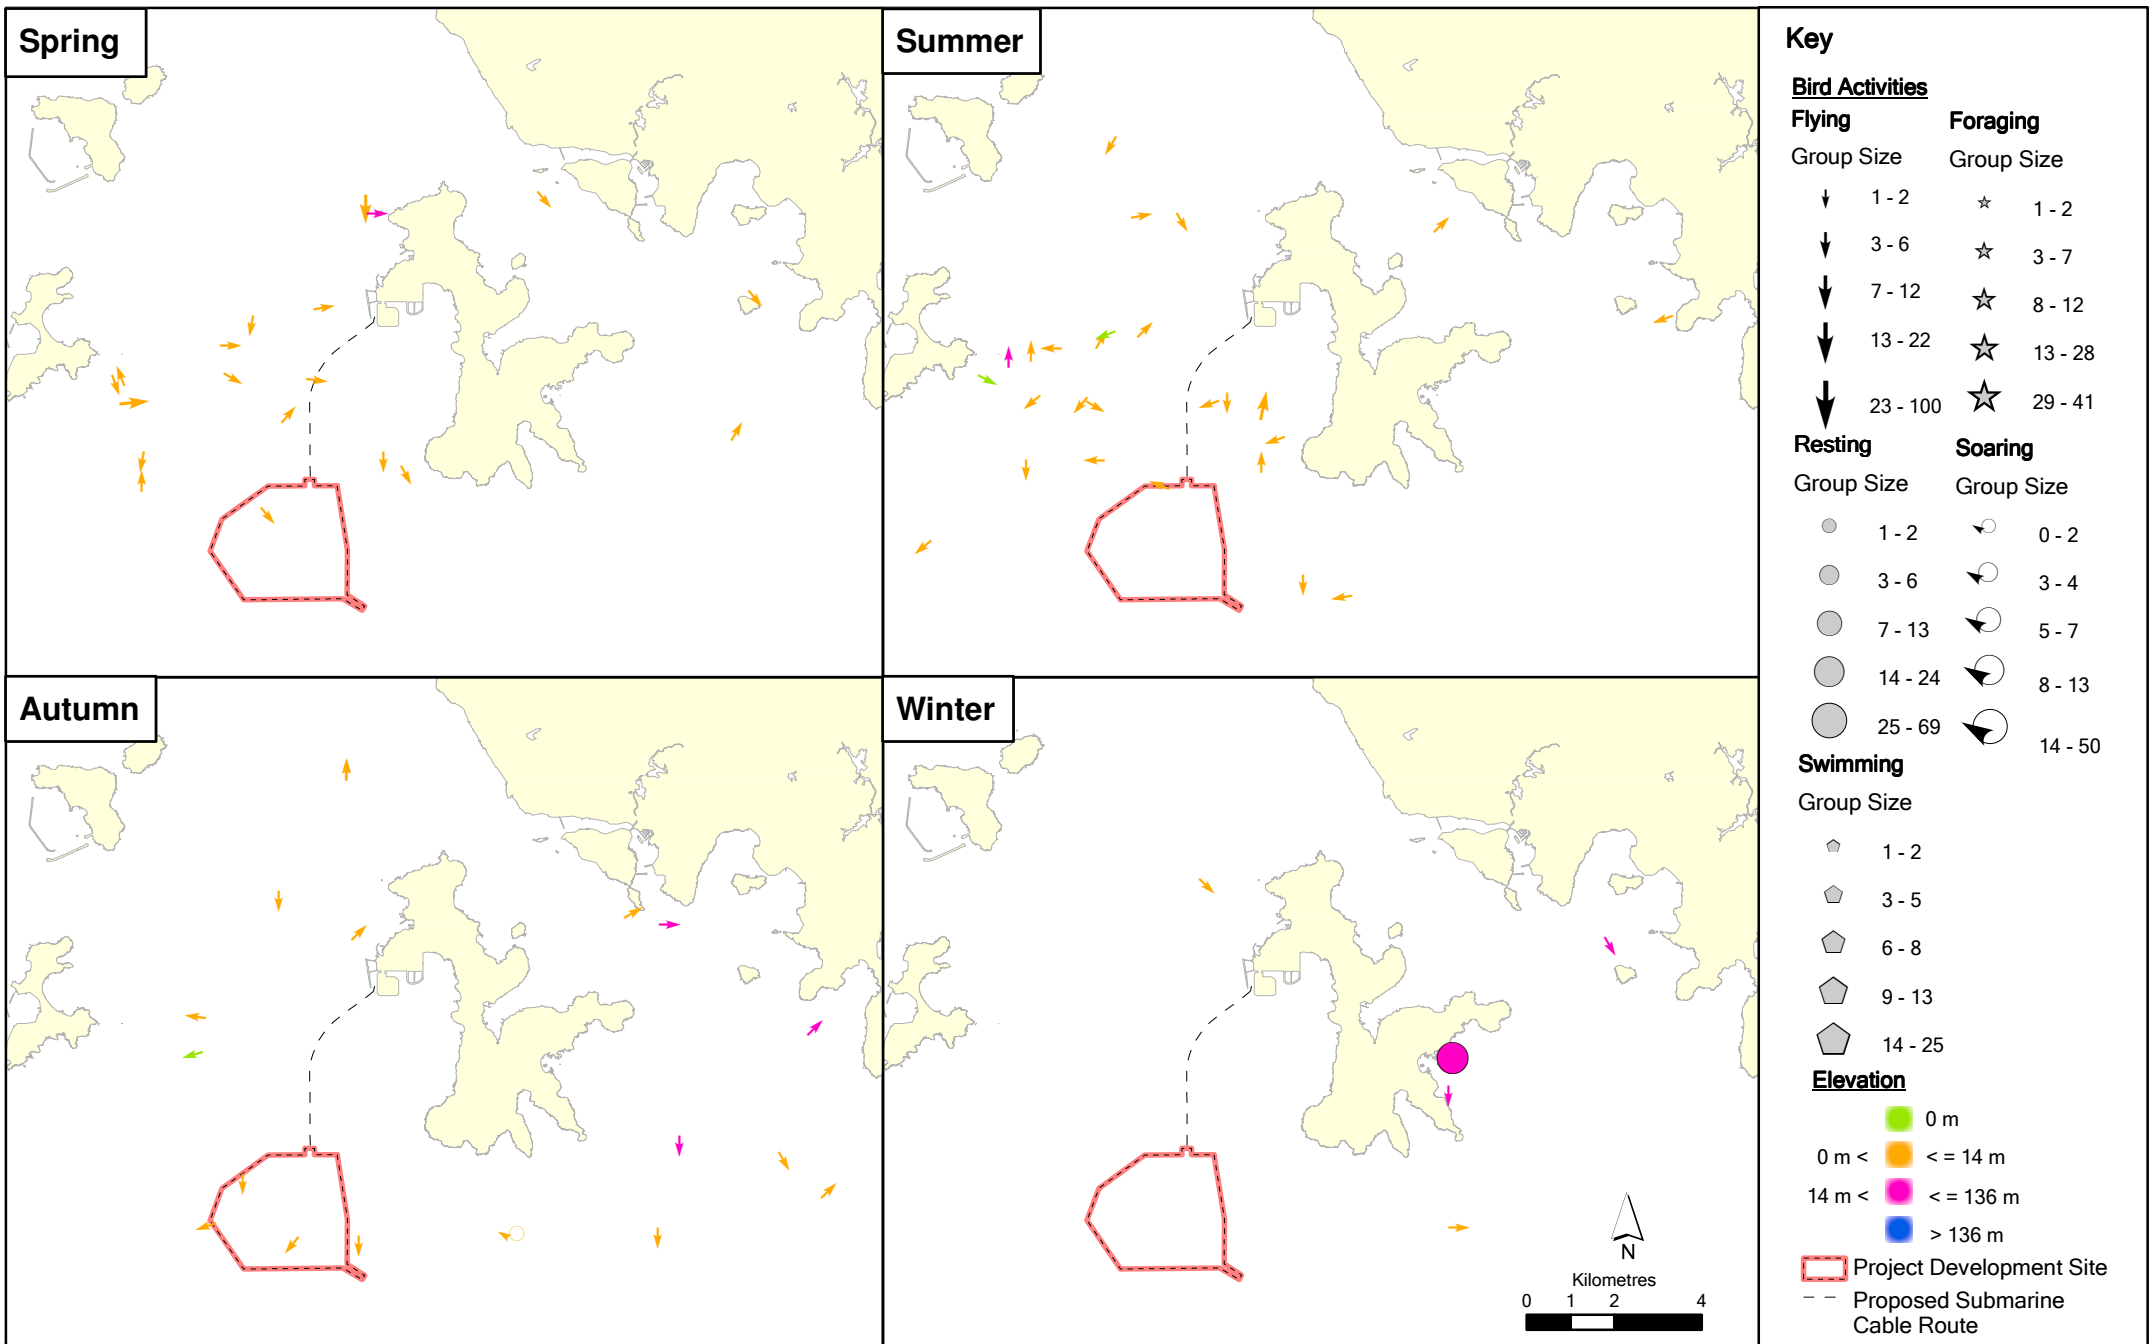 Spring
Summer
Autumn
Winter
N
Kilometres
0 1 2 4
Key
Bird Activities
Flying Foraging
Group Size Group Size
1 - 2 1 - 2
3 - 6 3 - 7
7 - 12 8 - 12
13 - 22 13 - 28
23 - 100 29 - 41
Resting Soaring
Group Size Group Size
1 - 2 0 - 2
3 - 6 3 - 4
7 - 13 5 - 7
14 - 24 8 - 13
25 - 69 14 - 50
Swimming
Group Size
1 - 2
3 - 5
6 - 8
9 - 13
14 - 25
Elevation
0 m
0 m < < = 14 m
14 m < < = 136 m
> 136 m
Project Development Site
Proposed Submarine
Cable Route